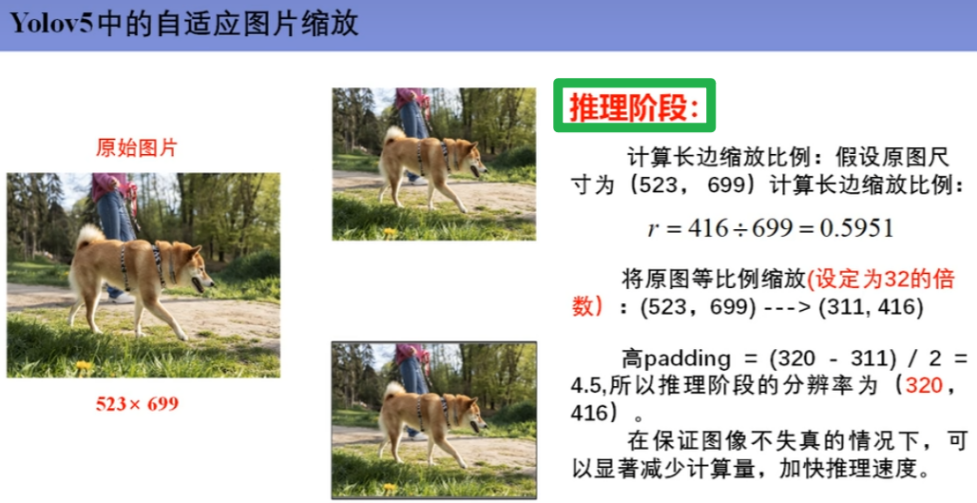 Yolov5中的自适应图片缩放
原始图片
523× 699
推理阶段：
计算长边缩放比例：假设原图尺
寸为（523， 699）计算长边缩放比例：
r = 416÷699 = 0.5951
将原图等比例缩放(设定为32的倍
数）：(523，699) ---> (311, 416)
高padding = (320 - 311) / 2 =
4.5,所以推理阶段的分辨率为（320，
416）。
在保证图像不失真的情况下，可
以显著减少计算量，加快推理速度。